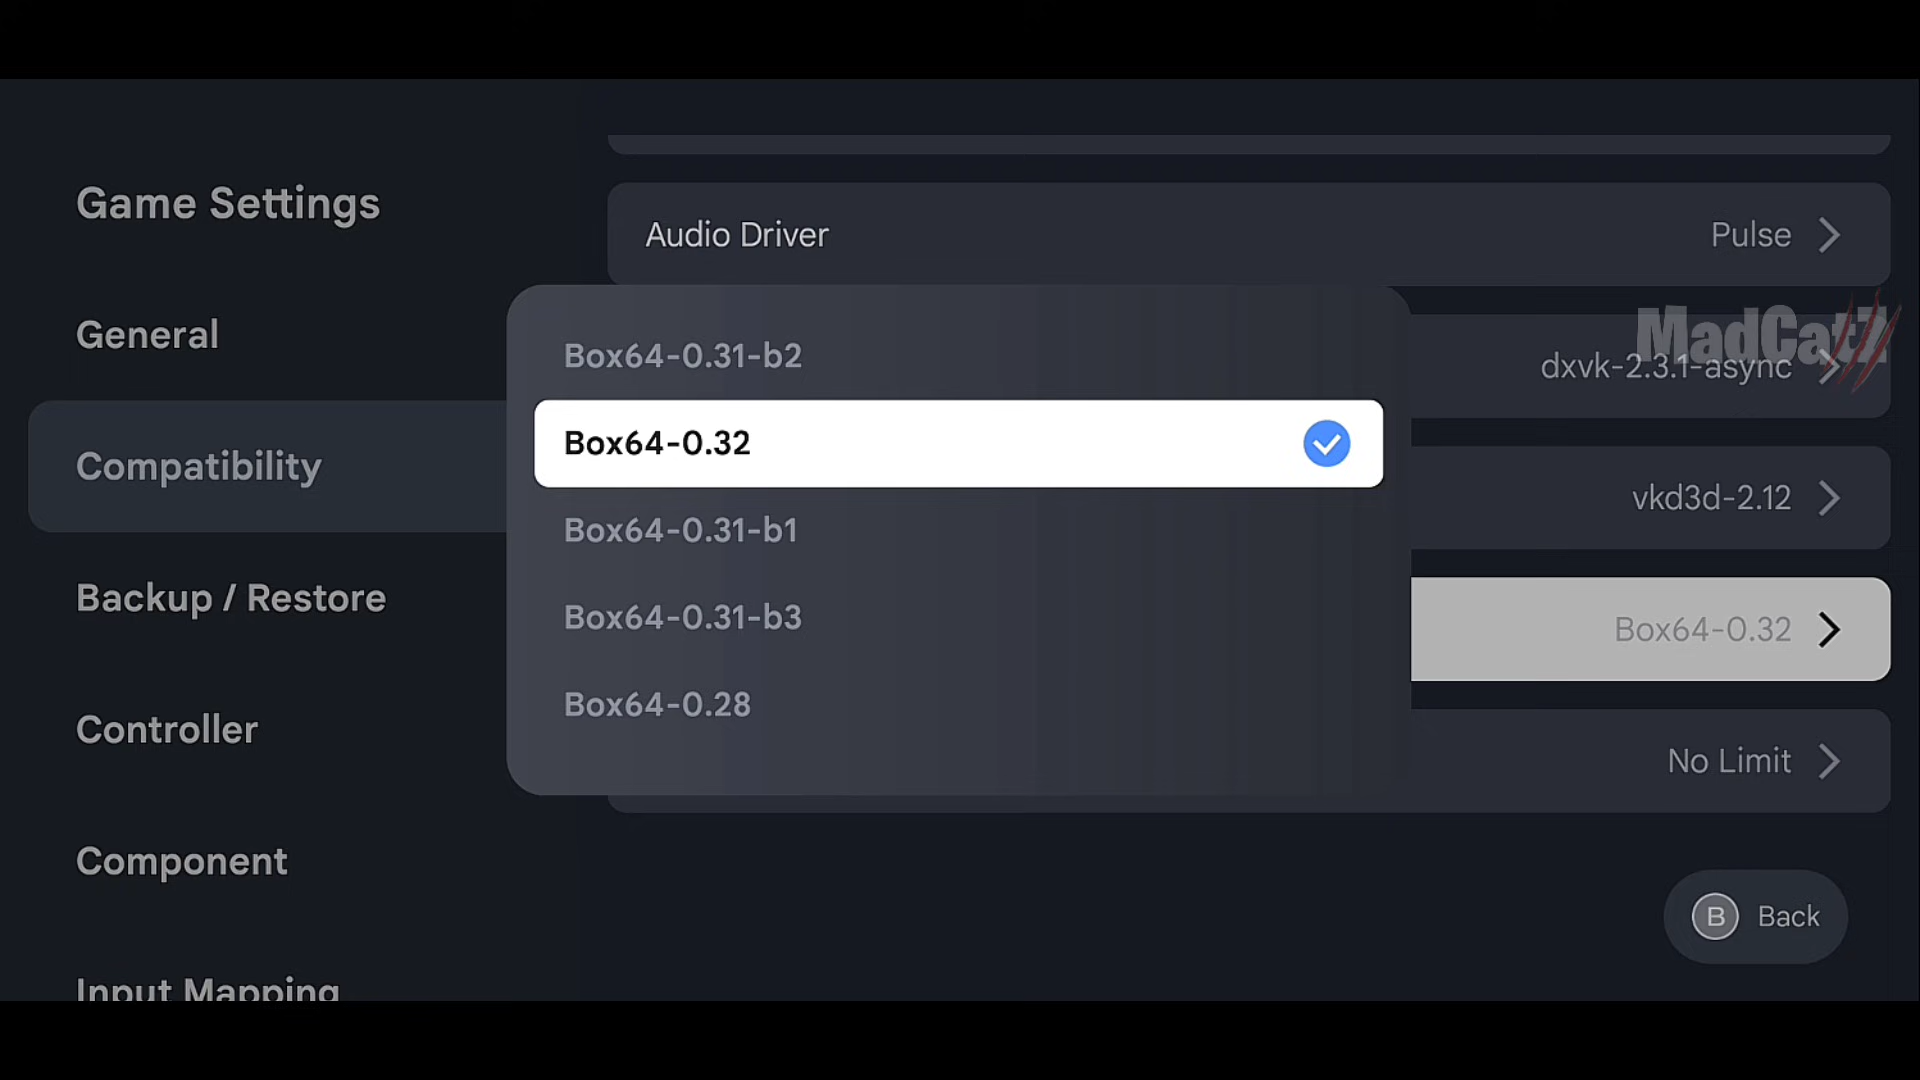 Game Settings
General
Compatibility
Backup / Restore
Controller
Component
Input Mapping
Audio Driver
Pulse
dxvk-2.3.1-async
vkd3d-2.12
Box64-0.32
No Limit
Box64-0.31-b2
Box64-0.32
Box64-0.31-b1
Box64-0.31-b3
Box64-0.28
MadCatz
B Back